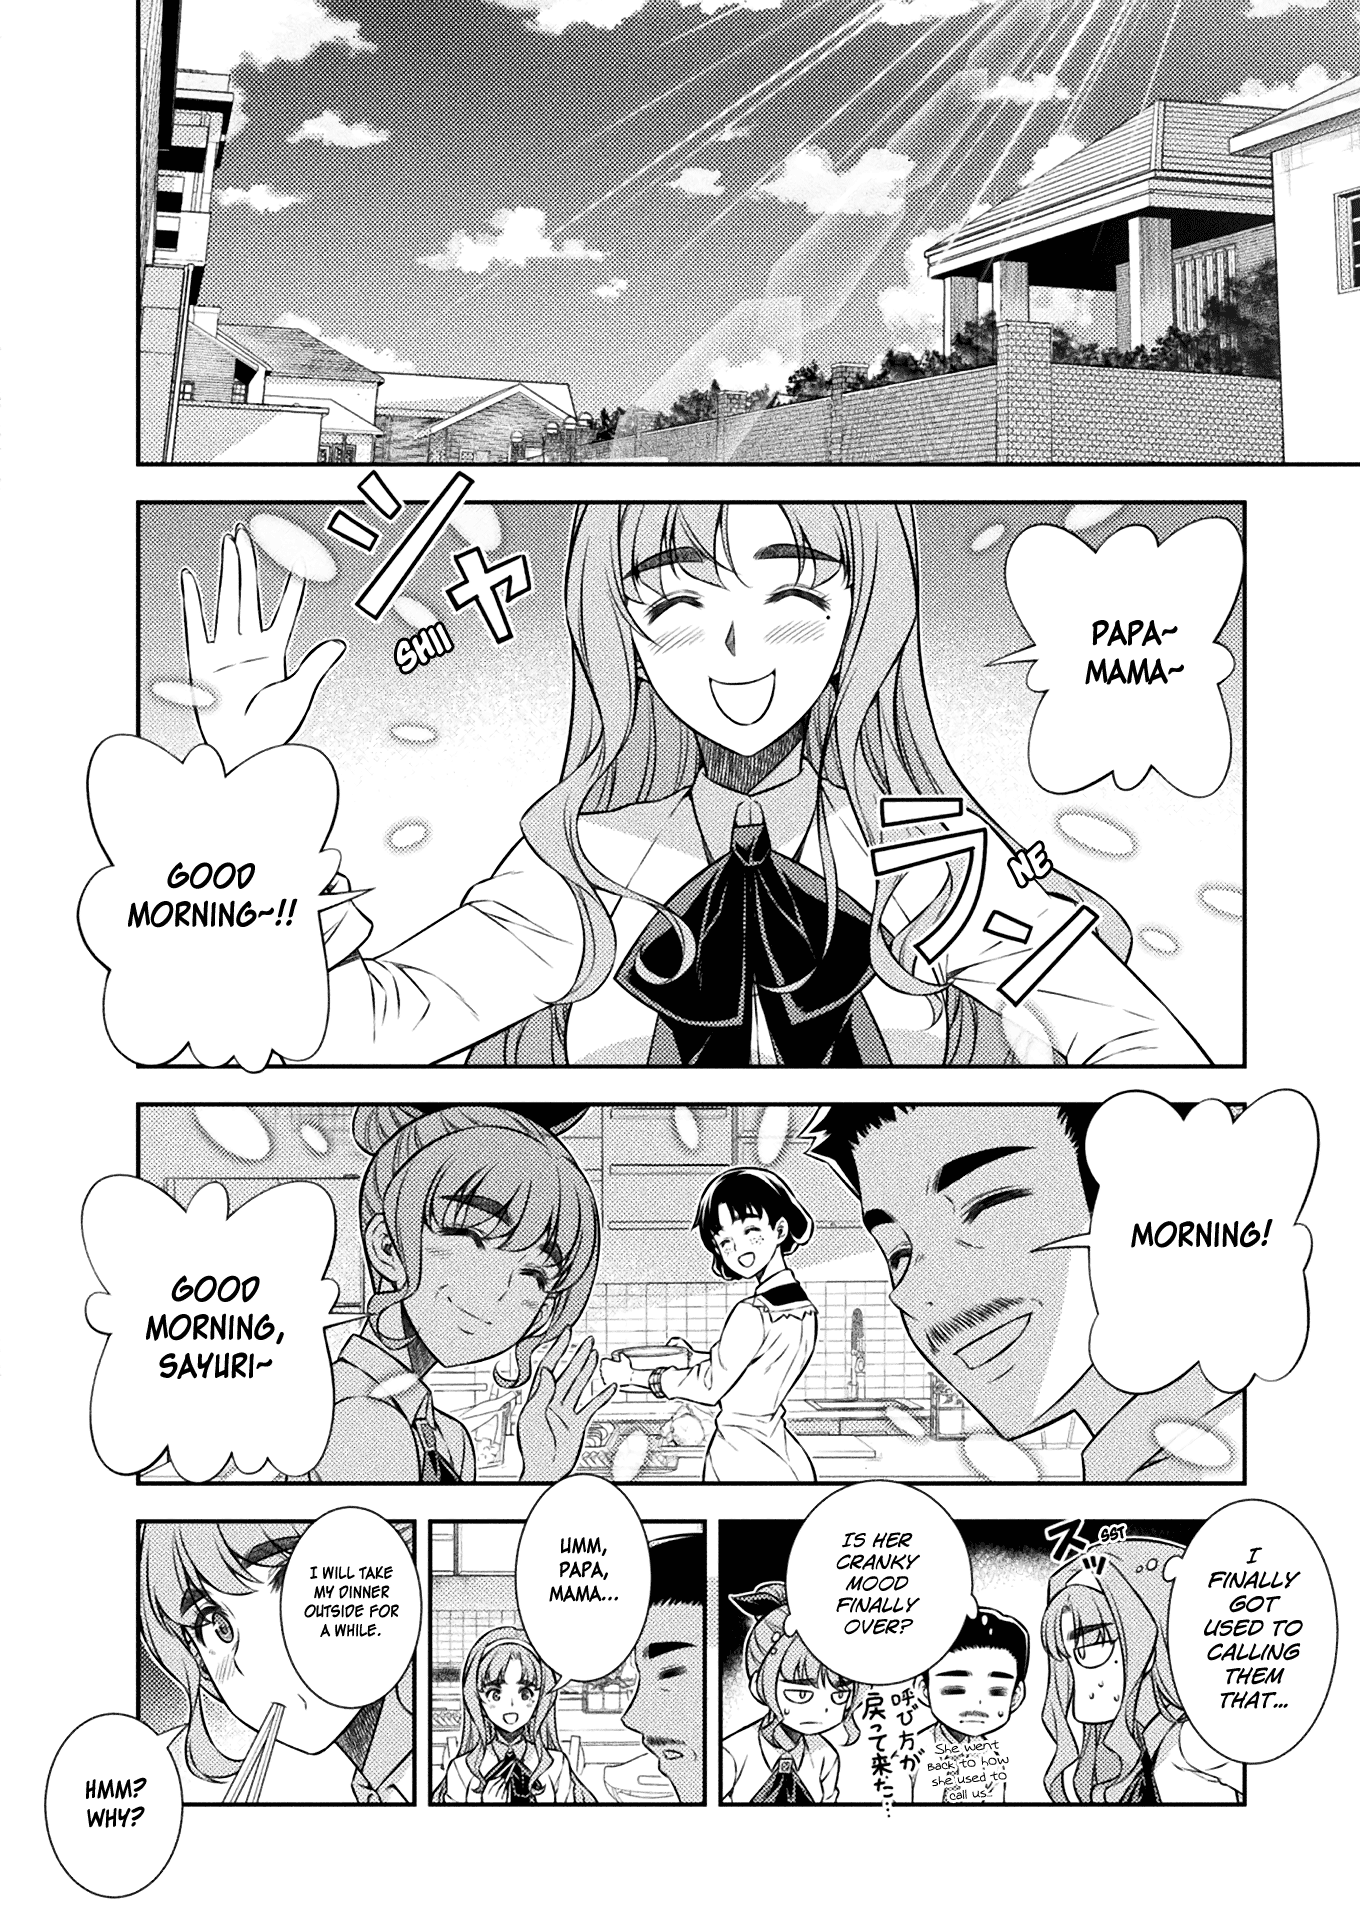 シャ
SHII
PAPA~
MAMA~
GOOD
MORNING~!!
ラン
NE
MORNING!
GOOD
MORNING,
SAYURI~
I
FINALLY
GOT
USED TO
CALLING
THEM
THAT...
スッ
SST
IS HER
CRANKY
MOOD
FINALLY
OVER?
呼び方が
戻って来た…
She went
Back to how
she used to
call us...
UMM,
PAPA,
MAMA...
I WILL TAKE
MY DINNER
OUTSIDE FOR
A WHILE.
HMM?
WHY?